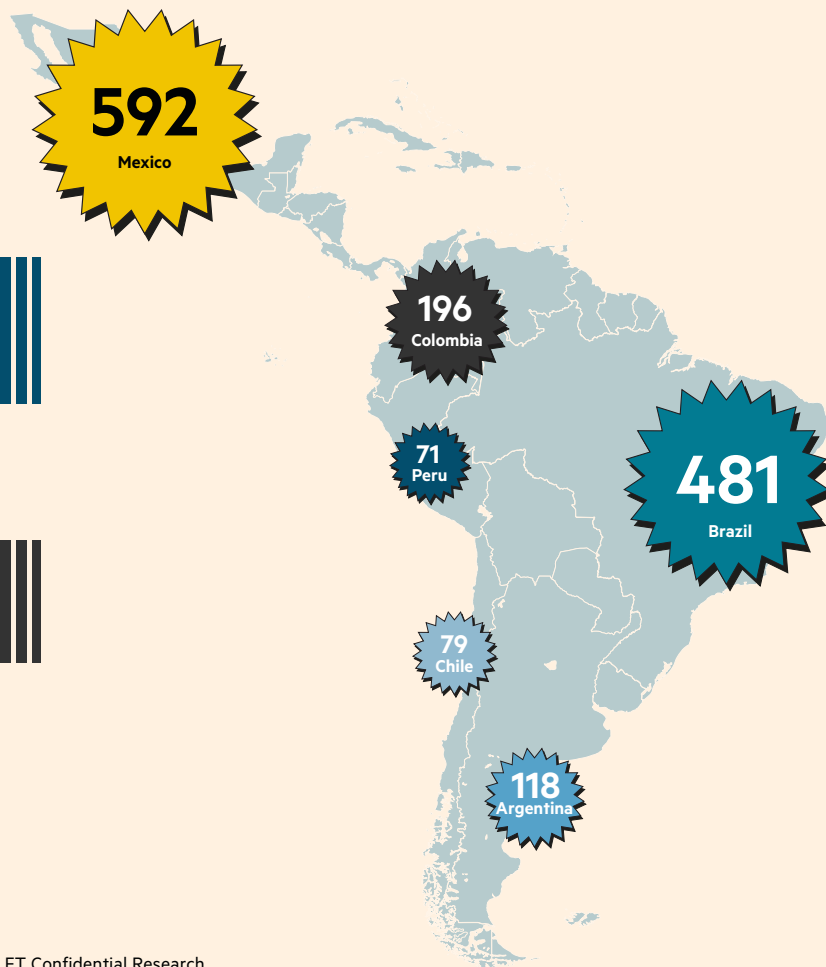 592
Mexico
196
Colombia
71
Peru
481
Brazil
79
Chile
118
Argentina
FT Confidential Research